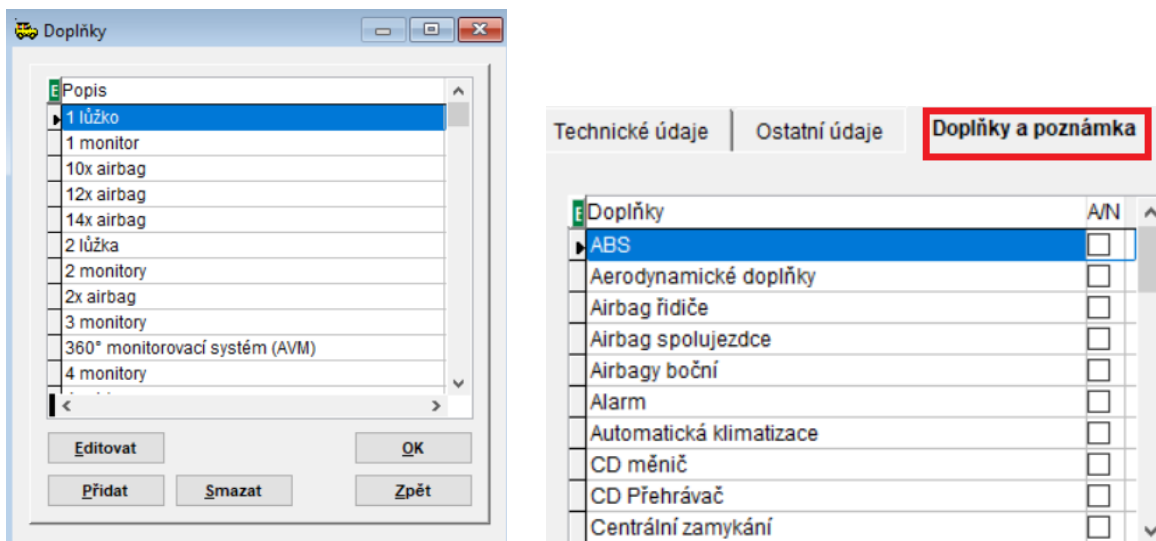 Doplňky
E Popis
1 lůžko
1 monitor
10x airbag
12x airbag
14x airbag
2 lůžka
2 monitory
2x airbag
3 monitory
360° monitorovací systém (AVM)
4 monitory
Editovat
OK
Přidat
Smazat
Zpět
Technické údaje
Ostatní údaje
Doplňky a poznámka
E Doplňky A/N
ABS
Aerodynamické doplňky
Airbag řidiče
Airbag spolujezdce
Airbagy boční
Alarm
Automatická klimatizace
CD měnič
CD Přehrávač
Centrální zamykání